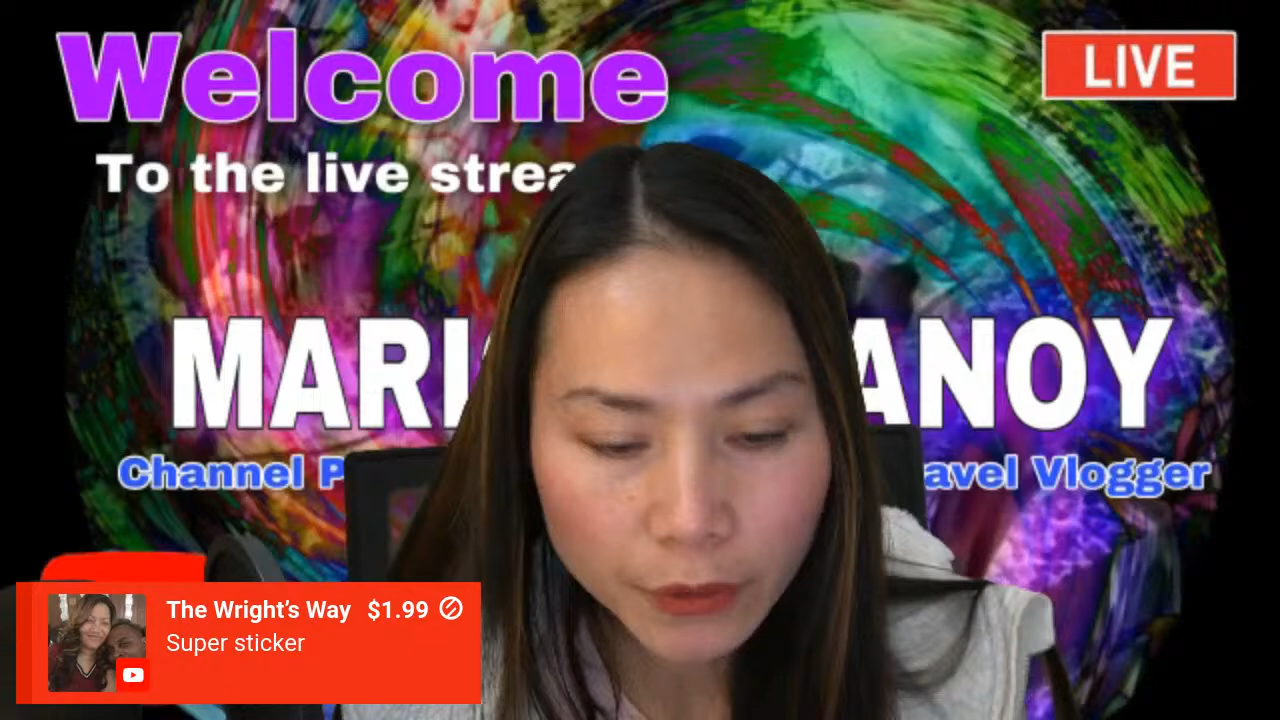 Welcome
LIVE
To the live strea
MARI ANOY
Channel P avel Vlogger
The Wright's Way $1.99
Super sticker